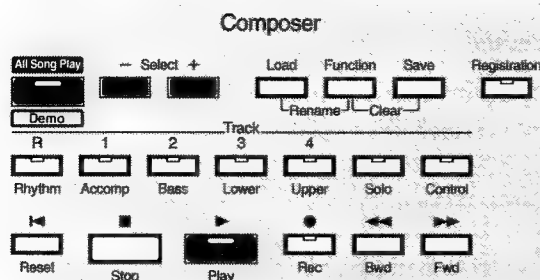 Composer
All Song Play
− Select +
Load Function Save Registration
Demo
Rename Clear
Track
R 1 2 3 4
Rhythm Accomp Bass Lower Upper Solo Control
Reset Stop Play Rec Bwd Fwd